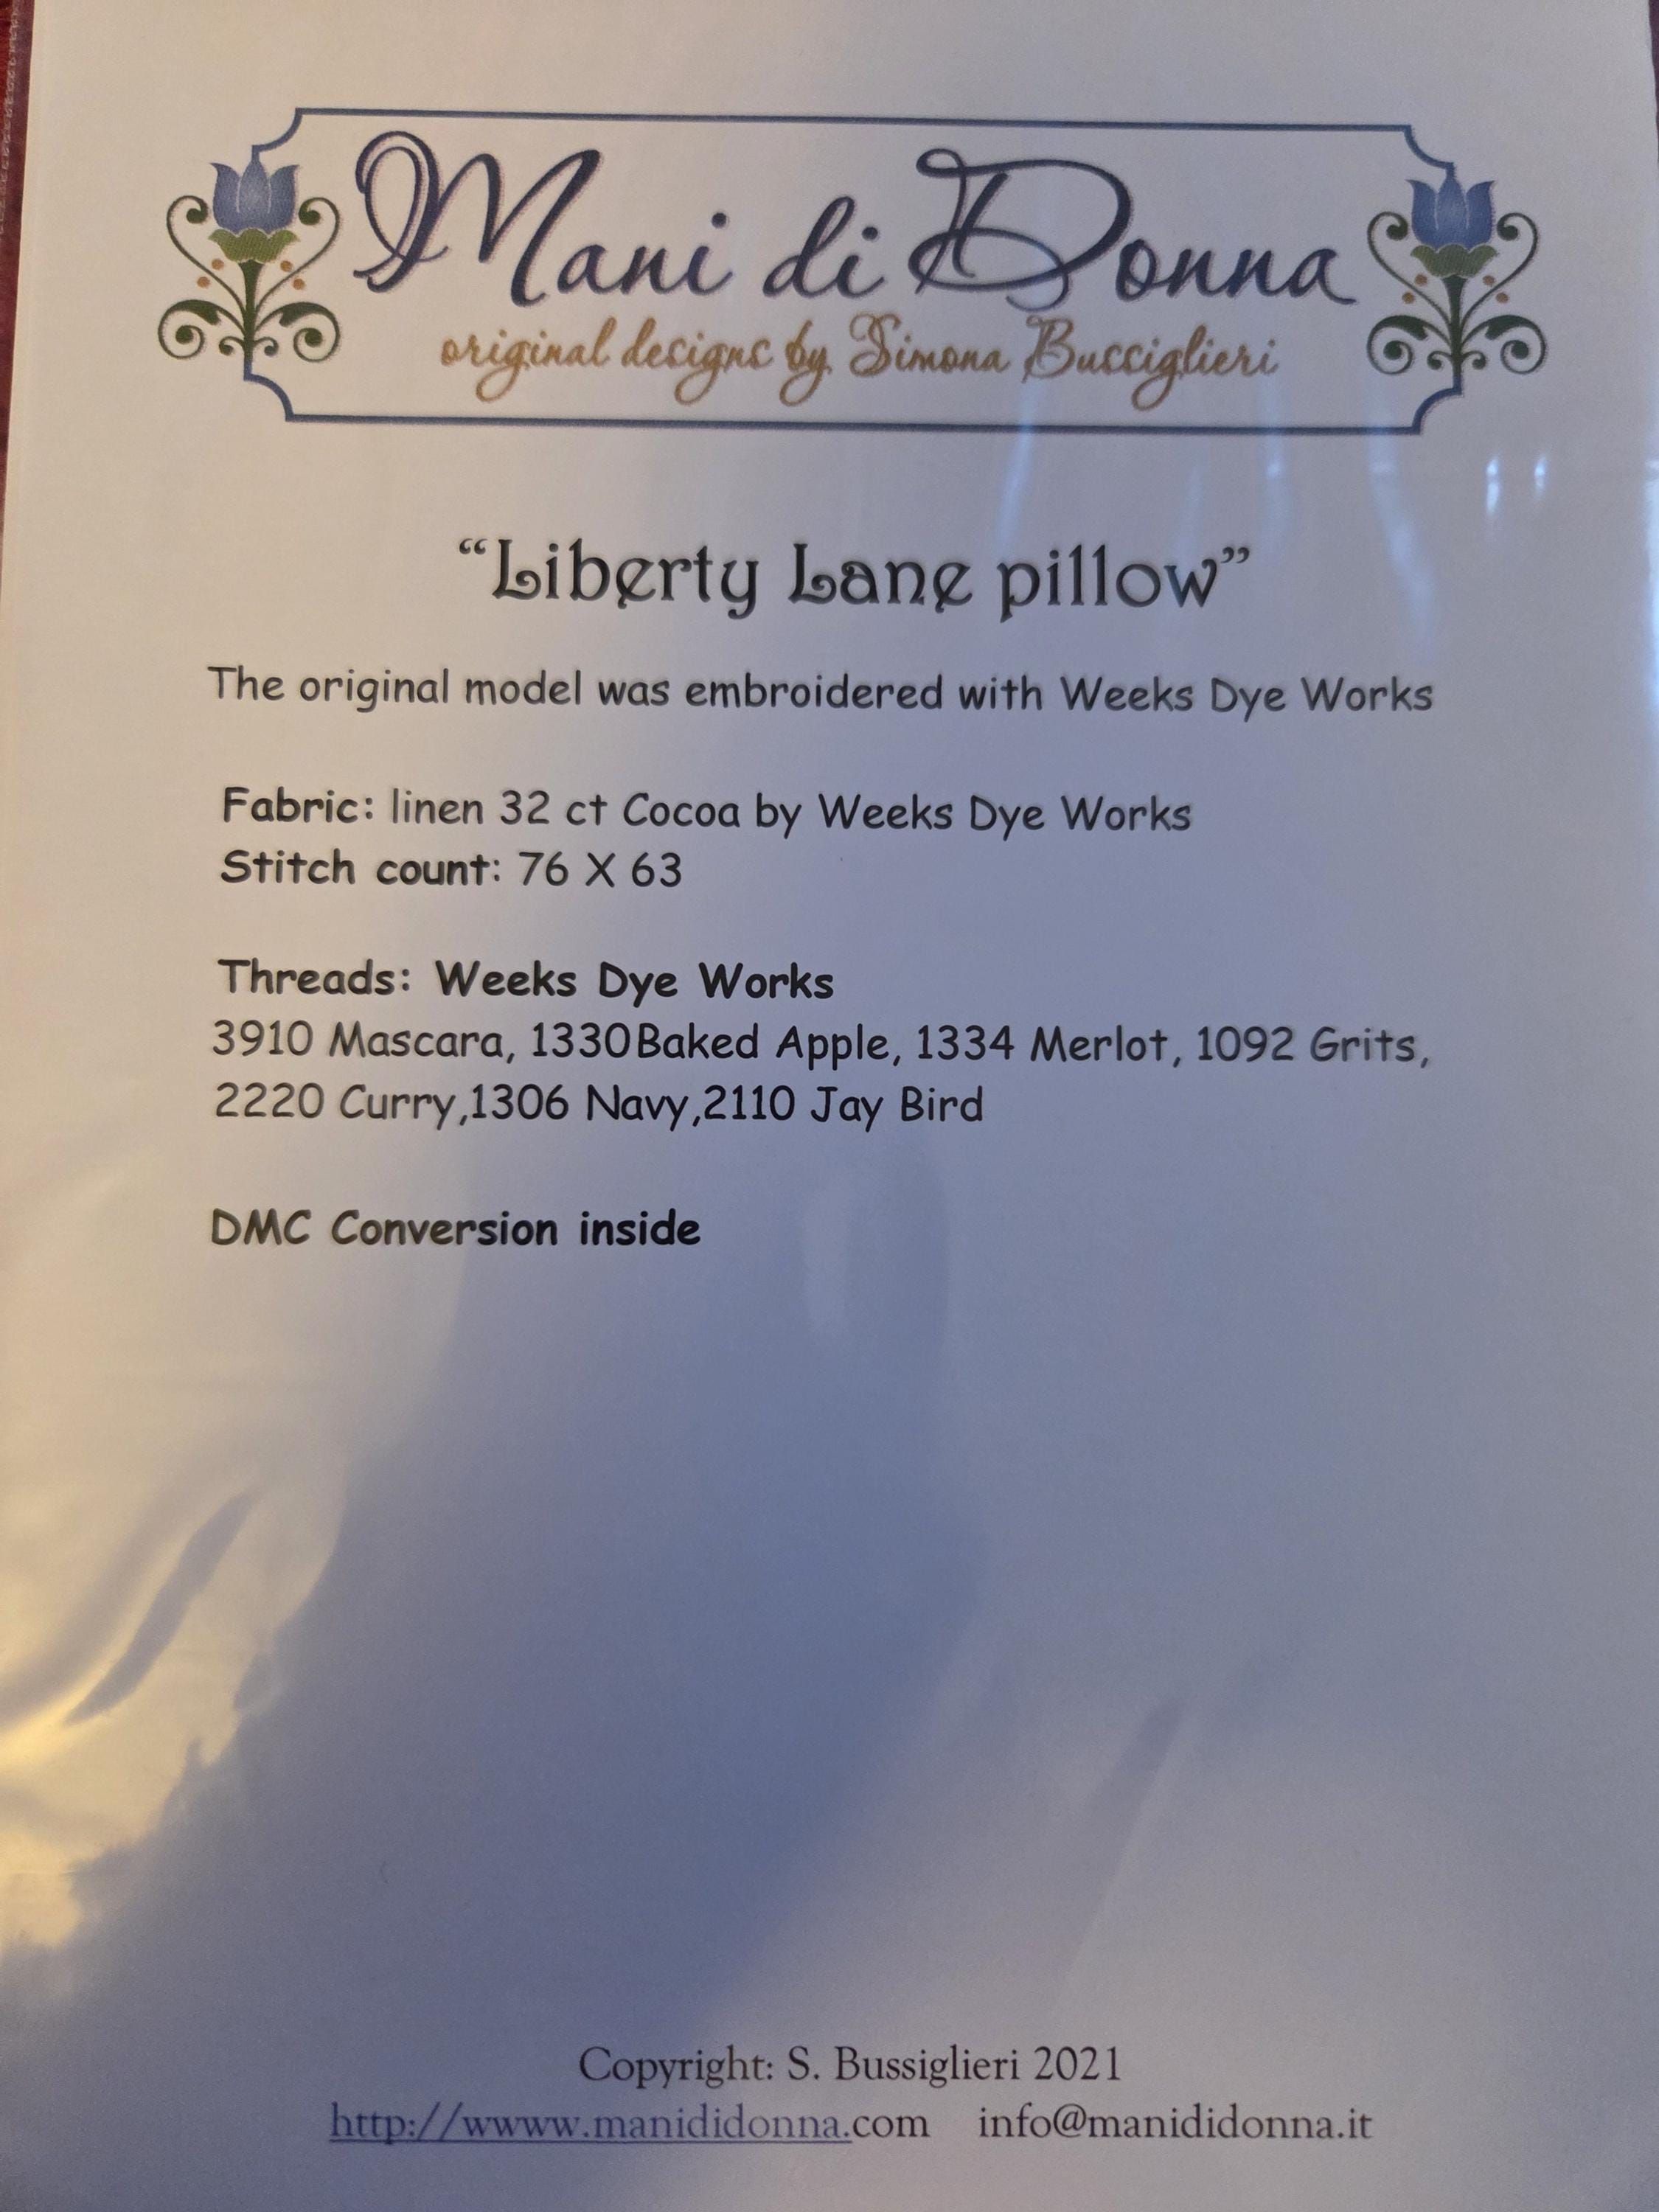 Mani di Donna
original designs by Simona Bussiglieri
“Liberty Lane pillow”
The original model was embroidered with Weeks Dye Works
Fabric: linen 32 ct Cocoa by Weeks Dye Works
Stitch count: 76 X 63
Threads: Weeks Dye Works
3910 Mascara, 1330Baked Apple, 1334 Merlot, 1092 Grits,
2220 Curry,1306 Navy,2110 Jay Bird
DMC Conversion inside
Copyright: S. Bussiglieri 2021
http://wwww.manididonna.com info@manididonna.it